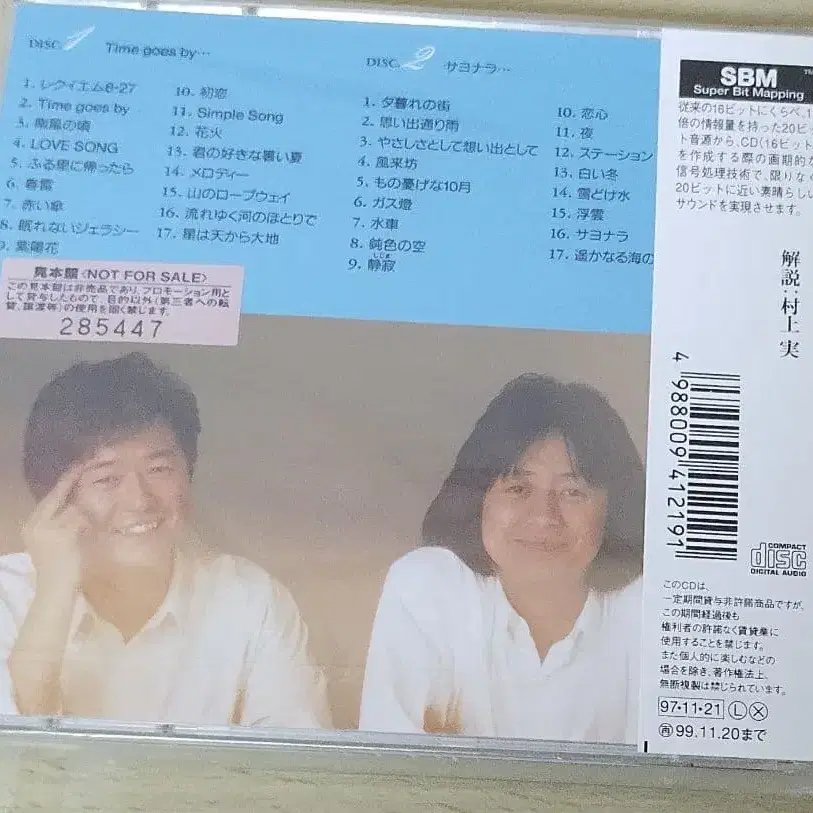 DISC. 1 Time goes by…
1. レクイエム8・27
2. Time goes by
3. 南風の頃
4. LOVE SONG
5. ふる里に帰ったら
6. 春雷
7. 赤い傘
8. 眠れないジェラシー
9. 紫陽花
10. 初恋
11. Simple Song
12. 花火
13. 君の好きな暑い夏
14. メロディー
15. 山のロープウェイ
16. 流れゆく河のほとりで
17. 星は天から大地
DISC. 2 サヨナラ…
1. 夕暮れの街
2. 思い出通り雨
3. やさしさとして想い出として
4. 風来坊
5. もの憂げな10月
6. ガス燈
7. 水車
8. 鈍色の空
9. 静寂
しじま
10. 恋心
11. 夜
12. ステーション
13. 白い冬
14. 雪どけ水
15. 浮雲
16. サヨナラ
17. 遥かなる海の
見本盤〈NOT FOR SALE〉
この見本盤は非売品であり、プロモーション用と
して貸与したもので、目的以外(第三者への転
貸、譲渡等)の使用を固く禁じます。
285447
SBM
TM
Super Bit Mapping
従来の16ビットにくらべ、1
倍の情報量を持った20ビッ
ト音源から、CD(16ビット
を作成する際の画期的な
信号処理技術で、限りなく
20ビットに近い素晴らしい
サウンドを実現させます。
解説:村上 実
4 988009 412191
COMPACT
disc
DIGITAL AUDIO
このCDは、
一定期間貸与非許諾商品ですが、
この期間経過後も
権利者の許諾なく賃貸業に
使用することを禁じます。
また個人的に楽しむなどの
場合を除き、著作権法上、
無断複製は禁じられています。
97・11・21 Ⓛ Ⓧ
㊣99.11.20まで